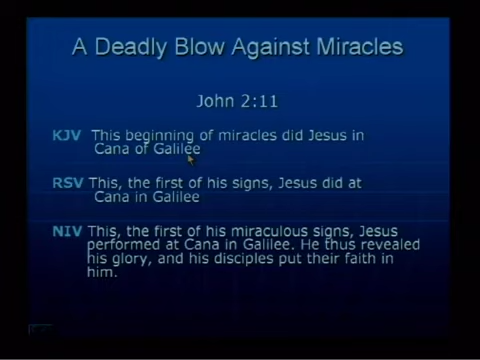 A Deadly Blow Against Miracles
John 2:11
KJV This beginning of miracles did Jesus in
Cana of Galilee
RSV This, the first of his signs, Jesus did at
Cana in Galilee
NIV This, the first of his miraculous signs, Jesus
performed at Cana in Galilee. He thus revealed
his glory, and his disciples put their faith in
him.